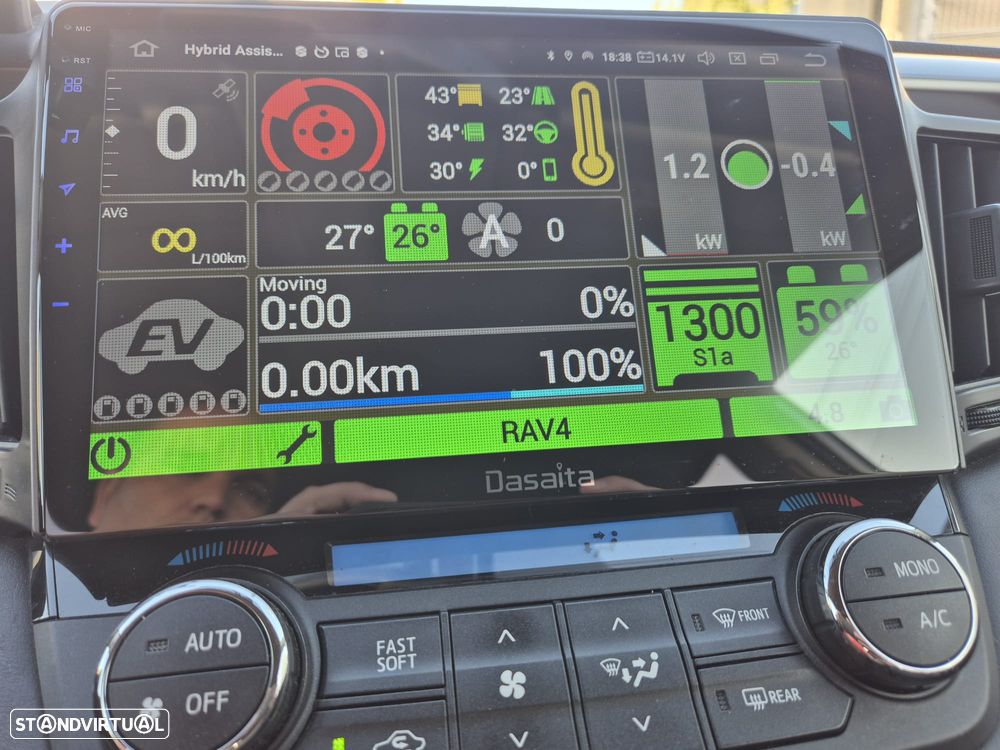 MIC
Hybrid Assis... 18:38 14.1V
RST
0
km/h
43° 23°
34° 32°
30° 0°
1.2 -0.4
kW kW
AVG
∞
L/100km
27° 26° A 0
EV
Moving
0:00 0%
0.00km 100%
1300
S1a
59%
26°
RAV4
4.8
Dasaita
AUTO
OFF
FAST
SOFT
FRONT
REAR
MONO
A/C
STANDVIRTUAL